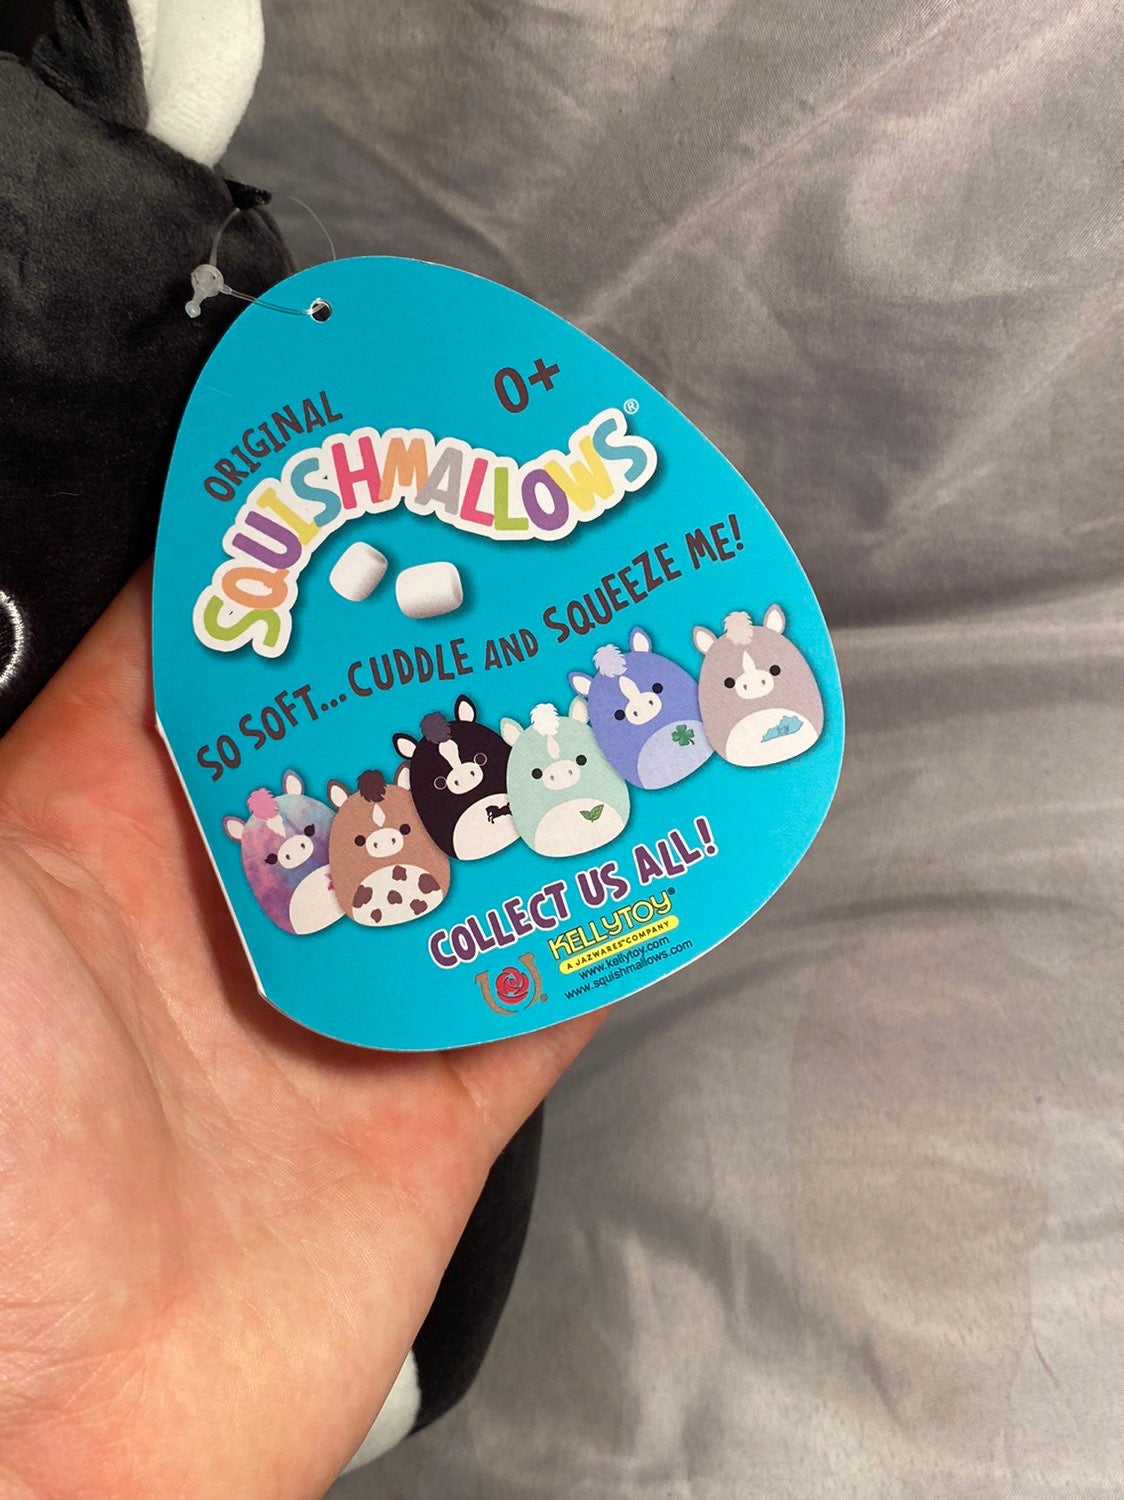 0+
ORIGINAL
SQUISHMALLOWS®
SO SOFT... CUDDLE AND SQUEEZE ME!
COLLECT US ALL!
KELLYTOY®
A JAZWARES™ COMPANY
www.kellytoy.com
www.squishmallows.com